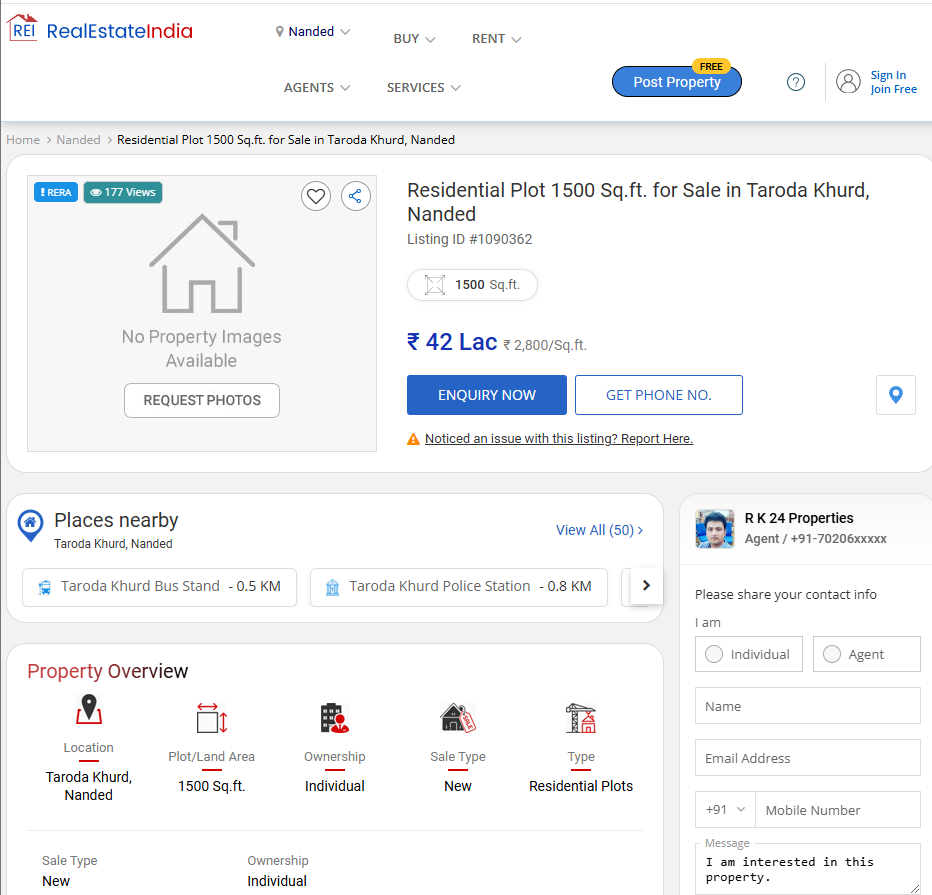 REI RealEstateIndia
Nanded
BUY
RENT
AGENTS
SERVICES
FREE
Post Property
?
Sign In
Join Free
Home > Nanded > Residential Plot 1500 Sq.ft. for Sale in Taroda Khurd, Nanded
! RERA
177 Views
No Property Images
Available
REQUEST PHOTOS
Residential Plot 1500 Sq.ft. for Sale in Taroda Khurd,
Nanded
Listing ID #1090362
1500 Sq.ft.
₹ 42 Lac ₹ 2,800/Sq.ft.
ENQUIRY NOW
GET PHONE NO.
Noticed an issue with this listing? Report Here.
Places nearby
Taroda Khurd, Nanded
View All (50) >
Taroda Khurd Bus Stand - 0.5 KM
Taroda Khurd Police Station - 0.8 KM
Property Overview
Location
Taroda Khurd,
Nanded
Plot/Land Area
1500 Sq.ft.
Ownership
Individual
SALE
Sale Type
New
Type
Residential Plots
Sale Type
New
Ownership
Individual
R K 24 Properties
Agent / +91-70206xxxxx
Please share your contact info
I am
Individual
Agent
Name
Email Address
+91
Mobile Number
Message
I am interested in this
property.